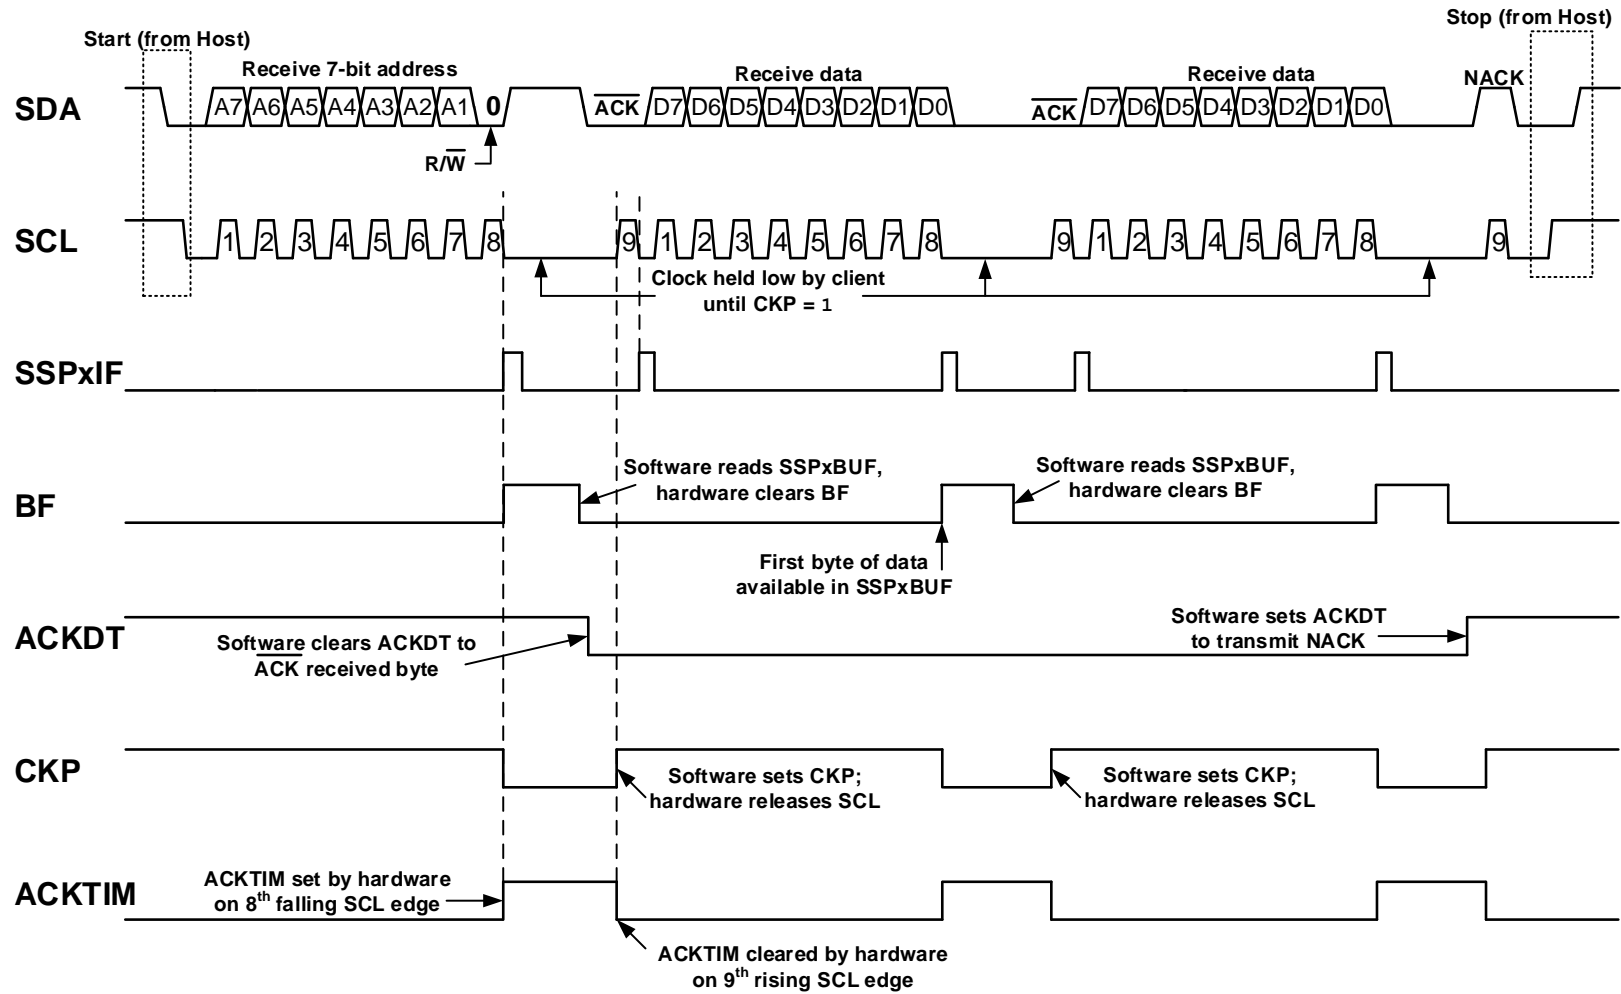 Stop (from Host)
Start (from Host)
Receive 7-bit address
Receive data
Receive data
NACK
SDA
A7 A6 A5 A4 A3 A2 A1 0
ACK
D7 D6 D5 D4 D3 D2 D1 D0
ACK
D7 D6 D5 D4 D3 D2 D1 D0
R/W
SCL
1 2 3 4 5 6 7 8 9 1 2 3 4 5 6 7 8 9 1 2 3 4 5 6 7 8 9
Clock held low by client
until CKP = 1
SSPxIF
BF
Software reads SSPxBUF,
hardware clears BF
Software reads SSPxBUF,
hardware clears BF
First byte of data
available in SSPxBUF
ACKDT
Software clears ACKDT to
ACK received byte
Software sets ACKDT
to transmit NACK
CKP
Software sets CKP;
hardware releases SCL
Software sets CKP;
hardware releases SCL
ACKTIM
ACKTIM set by hardware
on 8th falling SCL edge
ACKTIM cleared by hardware
on 9th rising SCL edge